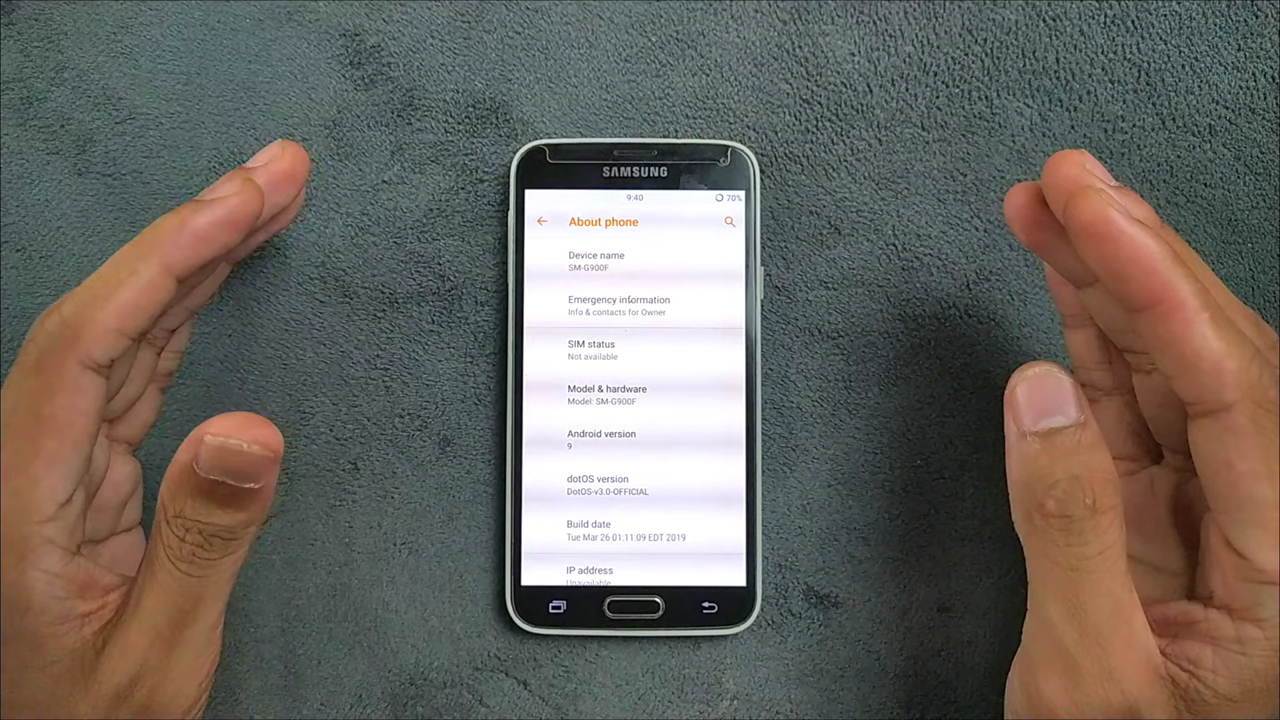 SAMSUNG
9:40
70%
About phone
Device name
SM-G900F
Emergency information
Info & contacts for Owner
SIM status
Not available
Model & hardware
Model: SM-G900F
Android version
9
dotOS version
DotOS-v3.0-OFFICIAL
Build date
Tue Mar 26 01:11:09 EDT 2019
IP address
Unavailable